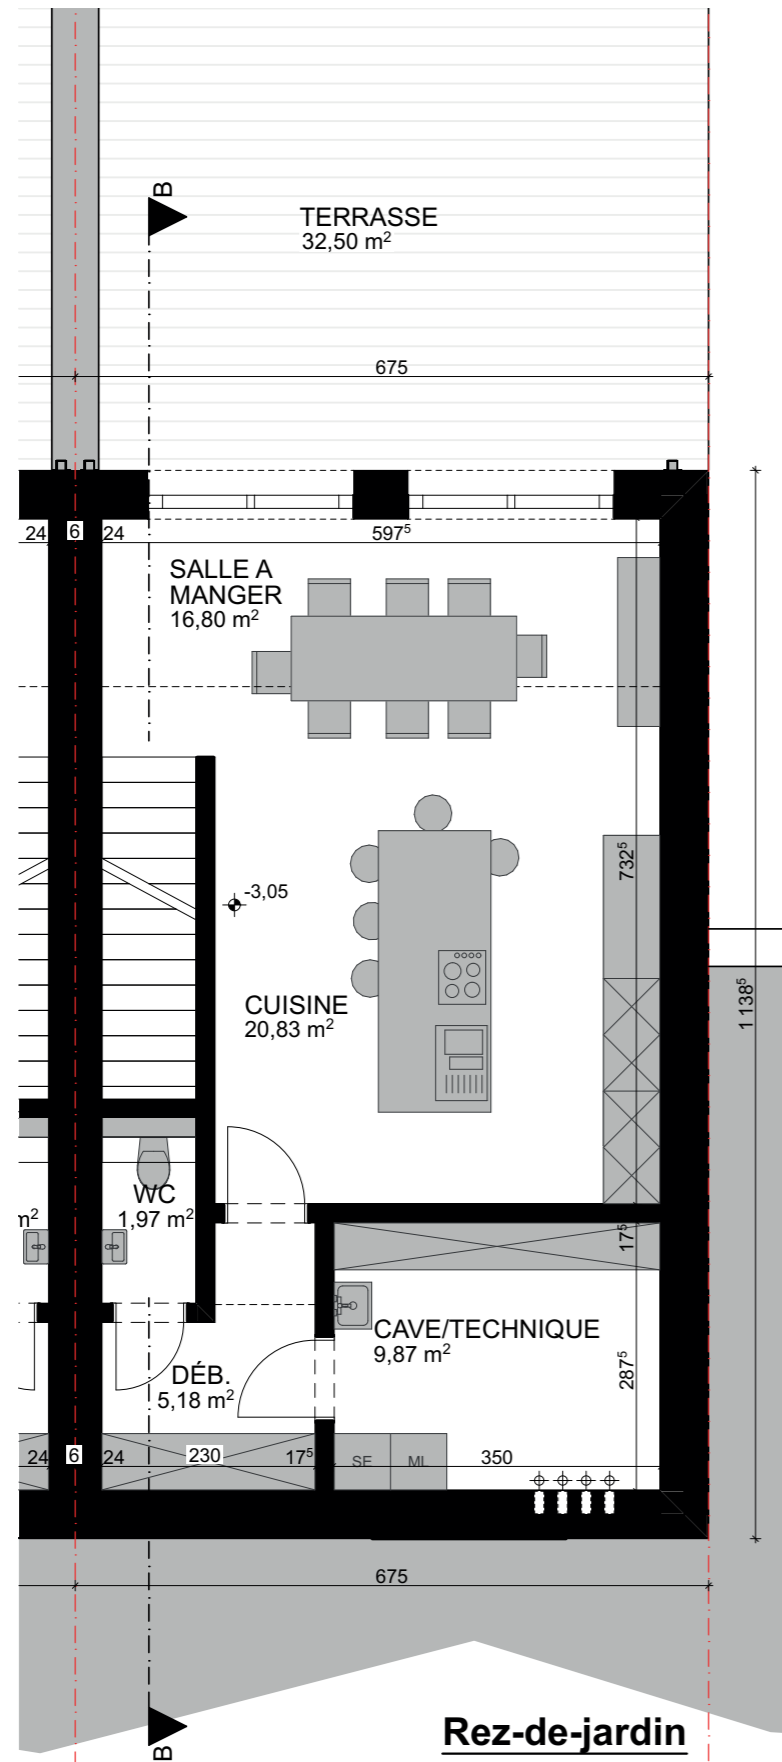 B
TERRASSE
32,50 m²
675
24 6 24 597⁵
SALLE A
MANGER
16,80 m²
732⁵
-3,05
CUISINE
20,83 m²
1 138⁵
WC
1,97 m²
m²
17⁵
CAVE/TECHNIQUE
9,87 m²
287⁵
DÉB.
5,18 m²
24 6 24 230 17⁵ SE ML 350
675
B
Rez-de-jardin